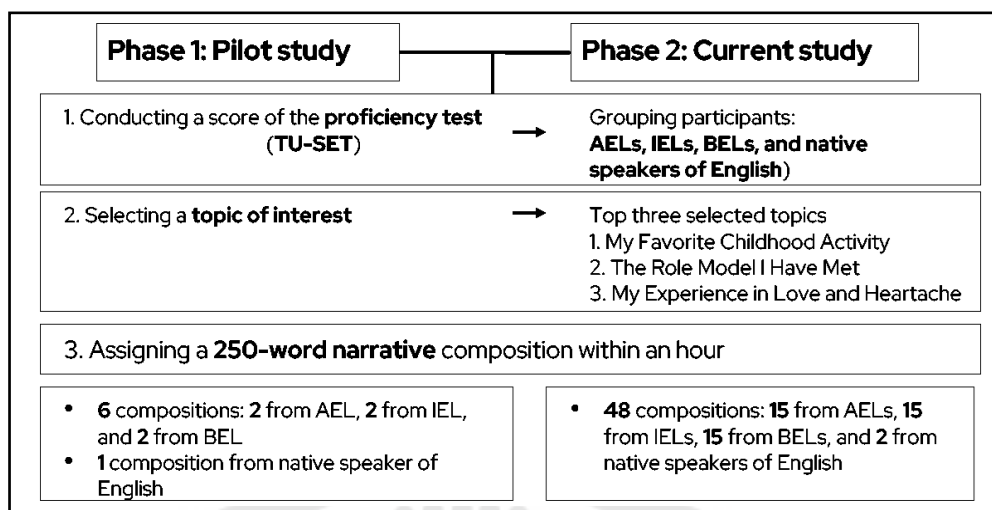 Phase 1: Pilot study
Phase 2: Current study
1. Conducting a score of the proficiency test
(TU-SET)
Grouping participants:
AELs, IELs, BELs, and native
speakers of English)
2. Selecting a topic of interest
Top three selected topics
1. My Favorite Childhood Activity
2. The Role Model I Have Met
3. My Experience in Love and Heartache
3. Assigning a 250-word narrative composition within an hour
• 6 compositions: 2 from AEL, 2 from IEL,
and 2 from BEL
• 1 composition from native speaker of
English
• 48 compositions: 15 from AELs, 15
from IELs, 15 from BELs, and 2 from
native speakers of English